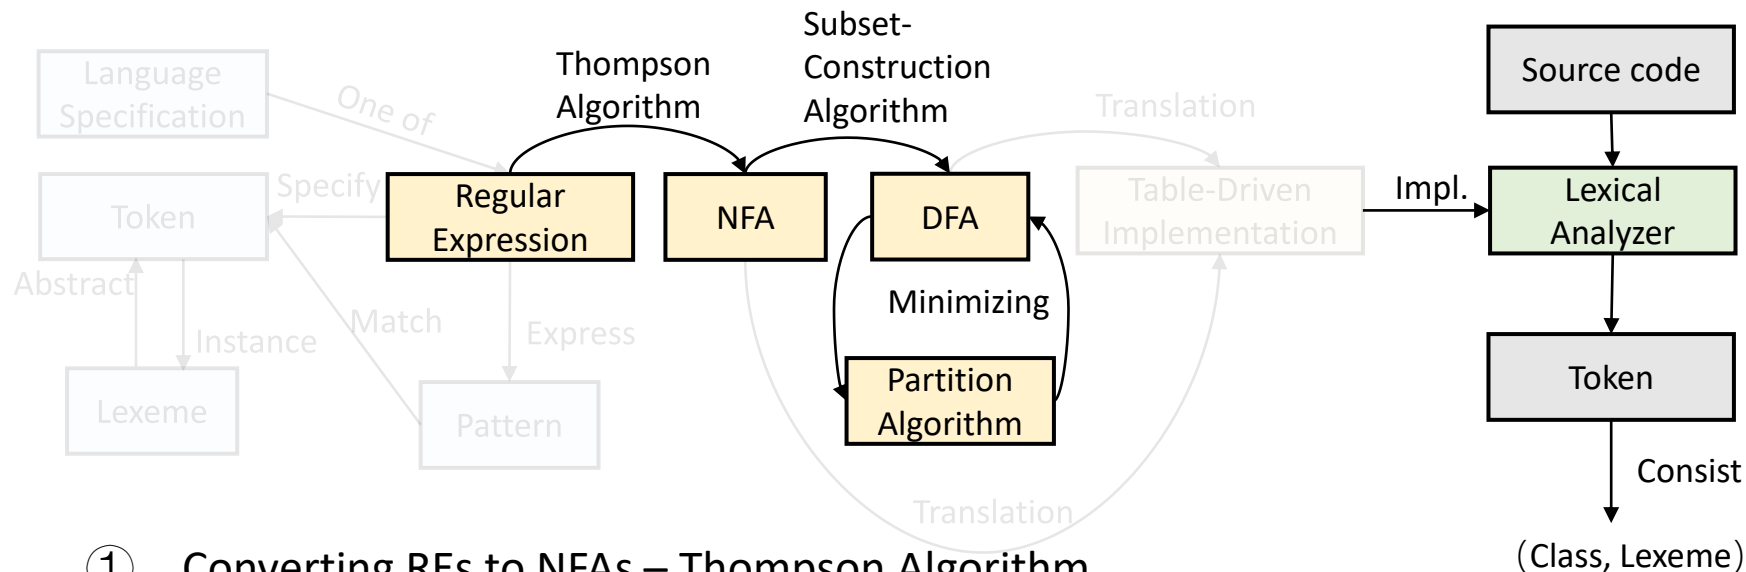 Language
Specification
One of
Thompson
Algorithm
Subset-
Construction
Algorithm
Translation
Source code
Token
Specify
Regular
Expression
NFA
DFA
Table-Driven
Implementation
Impl.
Lexical
Analyzer
Abstract
Instance
Match
Express
Minimizing
Lexeme
Pattern
Partition
Algorithm
Token
Consist
Translation
(Class, Lexeme)
① Converting REs to NFAs – Thompson Algorithm